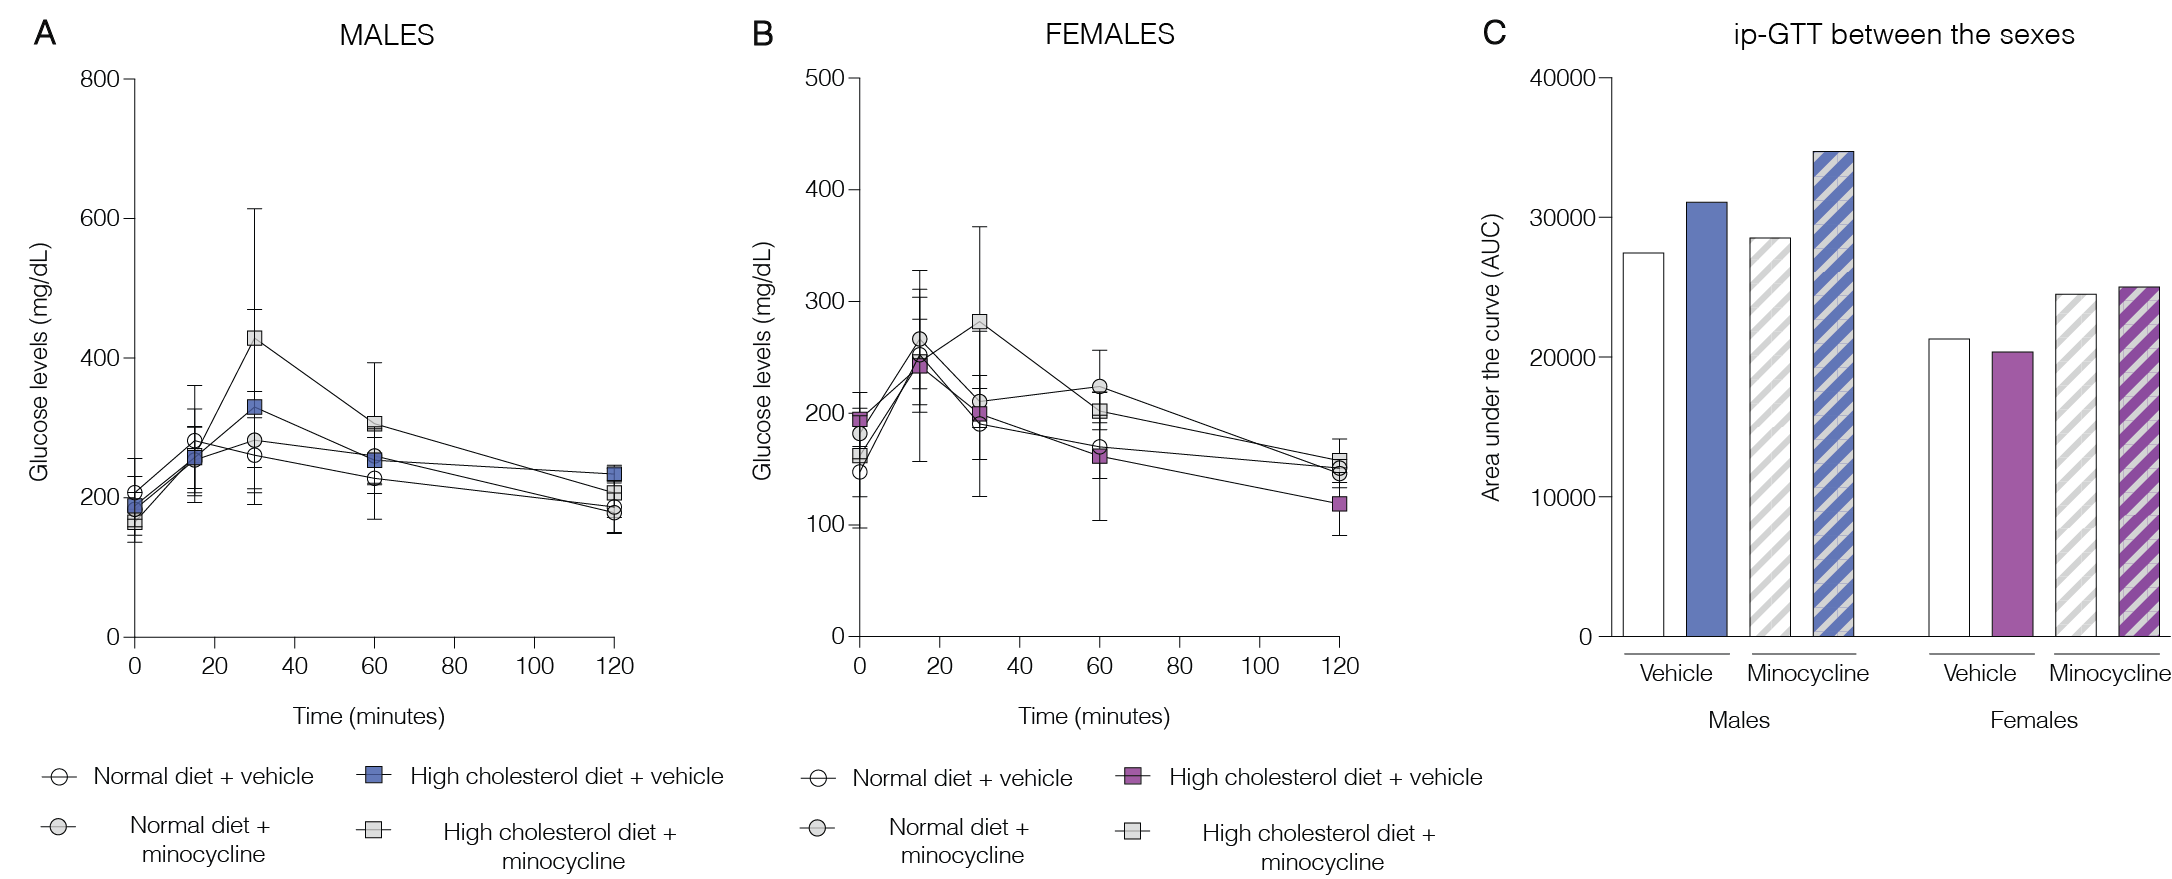 A
MALES
800
600
400
200
0
Glucose levels (mg/dL)
0 20 40 60 80 100 120
Time (minutes)
Normal diet + vehicle
High cholesterol diet + vehicle
Normal diet +
minocycline
High cholesterol diet +
minocycline
B
FEMALES
500
400
300
200
100
0
Glucose levels (mg/dL)
0 20 40 60 80 100 120
Time (minutes)
Normal diet + vehicle
High cholesterol diet + vehicle
Normal diet +
minocycline
High cholesterol diet +
minocycline
C
ip-GTT between the sexes
40000
30000
20000
10000
0
Area under the curve (AUC)
Vehicle Minocycline Vehicle Minocycline
Males Females